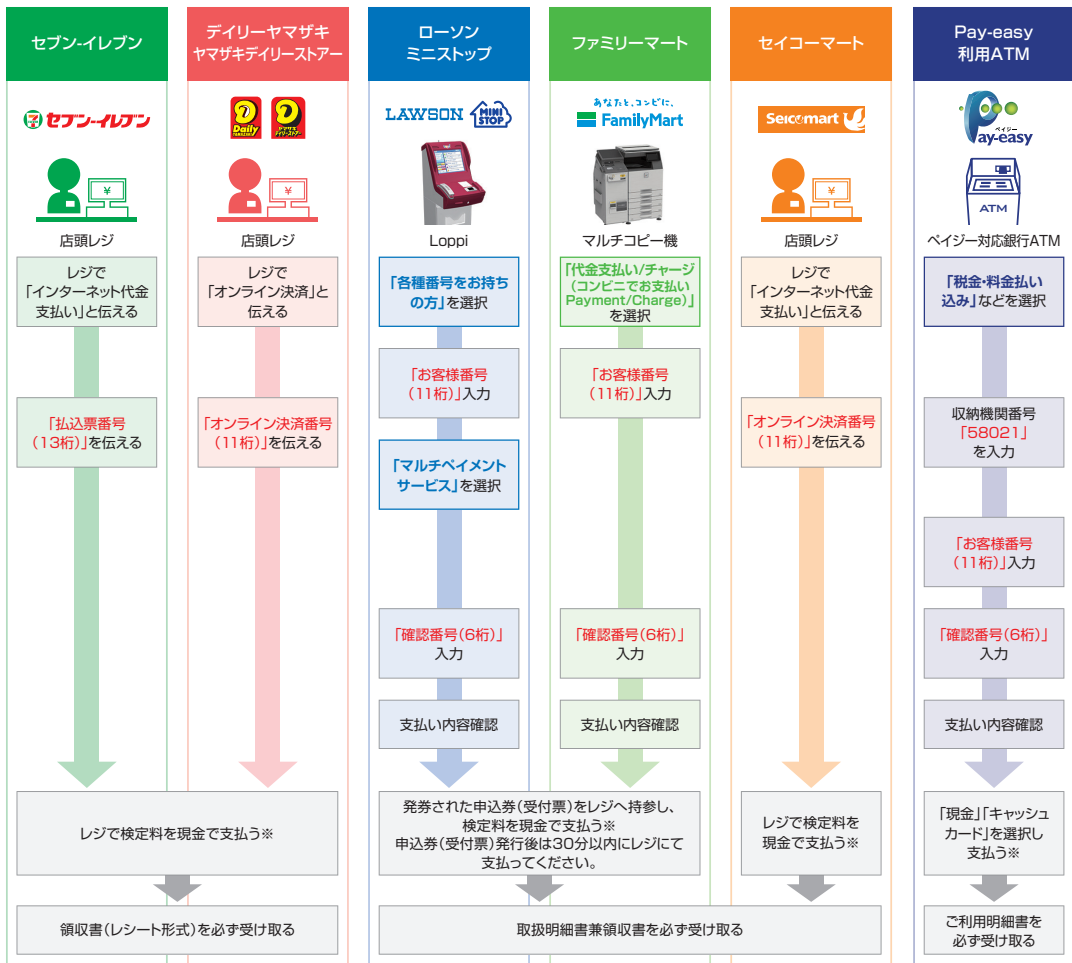 セブン-イレブン
セブン-イレブン
店頭レジ
レジで
「インターネット代金
支払い」と伝える
「払込票番号
(13桁)」を伝える
デイリーヤマザキ
ヤマザキデイリーストアー
Daily
YAMAZAKI
ヤマザキ
デイリーストアー
店頭レジ
レジで
「オンライン決済」と
伝える
「オンライン決済番号
(11桁)」を伝える
レジで検定料を現金で支払う※
領収書(レシート形式)を必ず受け取る
ローソン
ミニストップ
LAWSON
MINI
STOP
Loppi
「各種番号をお持ち
の方」を選択
「お客様番号
(11桁)」入力
「マルチペイメント
サービス」を選択
「確認番号(6桁)」
入力
支払い内容確認
ファミリーマート
あなたと、コンビに、
FamilyMart
マルチコピー機
「代金支払い/チャージ
(コンビニでお支払い
Payment/Charge)」
を選択
「お客様番号
(11桁)」入力
「確認番号(6桁)」
入力
支払い内容確認
発券された申込券(受付票)をレジへ持参し、
検定料を現金で支払う※
申込券(受付票)発行後は30分以内にレジにて
支払ってください。
セイコーマート
Seicomart
店頭レジ
レジで
「インターネット代金
支払い」と伝える
「オンライン決済番号
(11桁)」を伝える
レジで検定料を
現金で支払う※
取扱明細書兼領収書を必ず受け取る
Pay-easy
利用ATM
ペイジー
Pay-easy
ATM
ペイジー対応銀行ATM
「税金・料金払い
込み」などを選択
収納機関番号
「58021」
を入力
「お客様番号
(11桁)」入力
「確認番号(6桁)」
入力
支払い内容確認
「現金」「キャッシュ
カード」を選択し
支払う※
ご利用明細書を
必ず受け取る